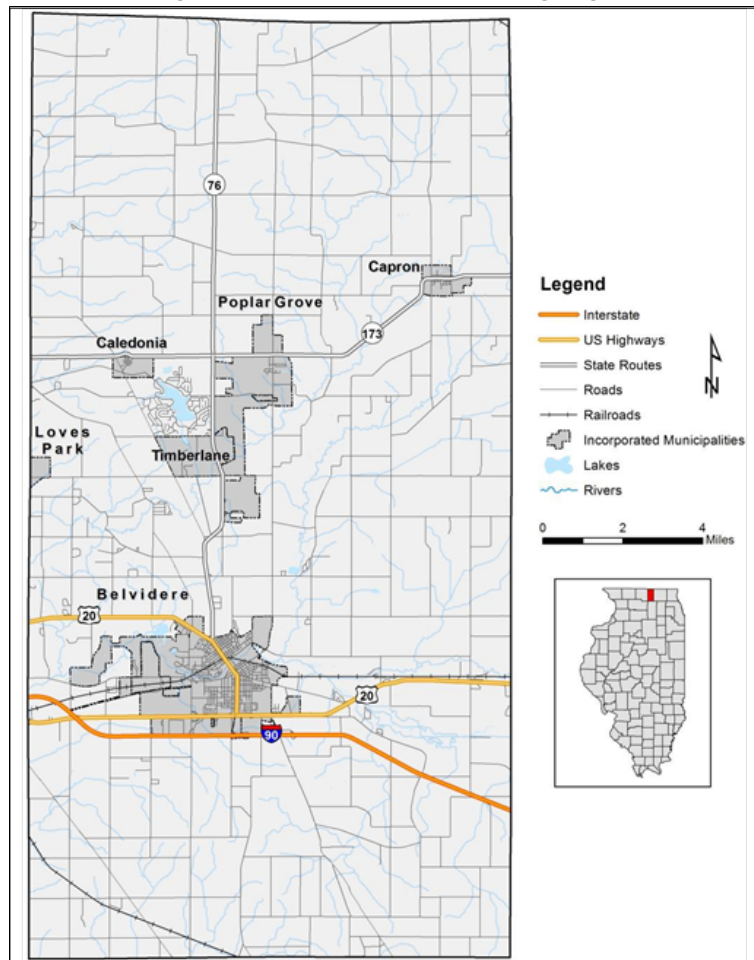 76
Capron
Poplar Grove
173
Caledonia
Loves
Park
Timberlane
Belvidere
20
20
90
Legend
Interstate
US Highways
State Routes
Roads
Railroads
Incorporated Municipalities
Lakes
Rivers
N
0 2 4
Miles